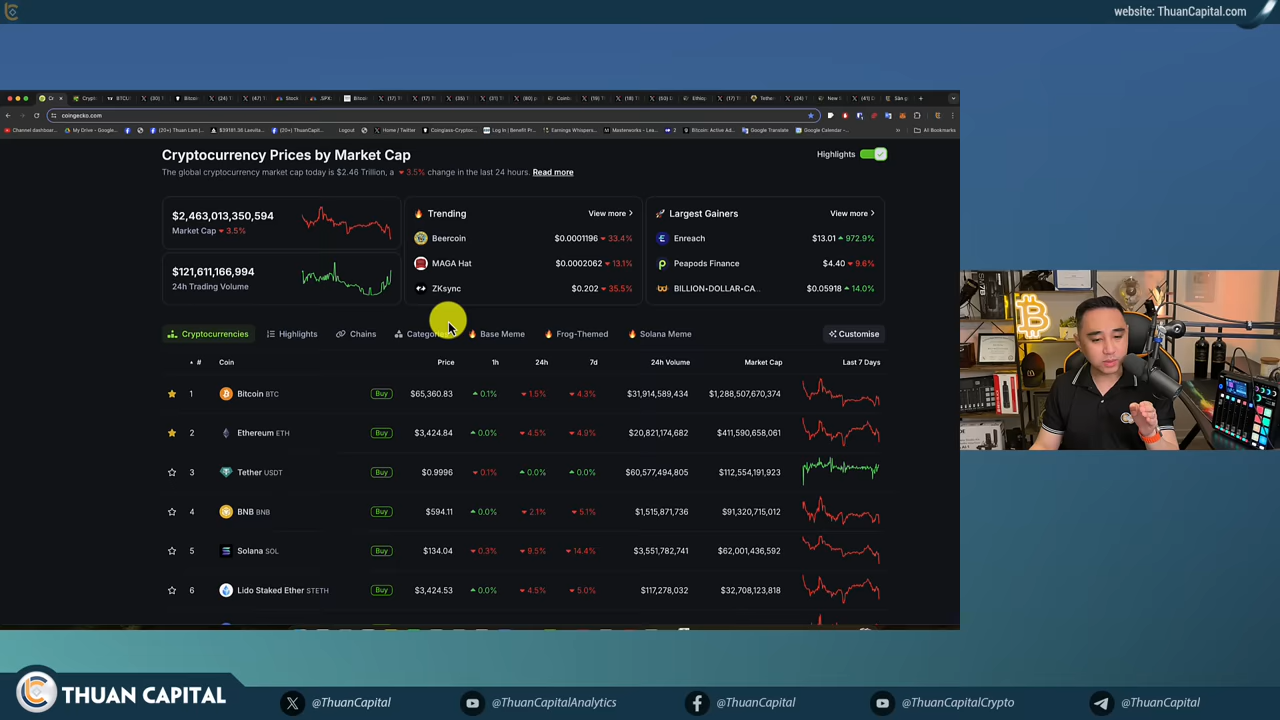 website: ThuanCapital.com
coingecko.com
Cryptocurrency Prices by Market Cap
Highlights
The global cryptocurrency market cap today is $2.46 Trillion, a 3.5% change in the last 24 hours. Read more
$2,463,013,350,594
Market Cap 3.5%
$121,611,166,994
24h Trading Volume
Trending View more
Beercoin $0.0001196 33.4%
MAGA Hat $0.0002062 13.1%
ZKsync $0.202 35.5%
Largest Gainers View more
Enreach $13.01 972.9%
Peapods Finance $4.40 9.6%
BILLION•DOLLAR•CA... $0.05918 14.0%
Cryptocurrencies Highlights Chains Base Meme Frog-Themed Solana Meme Customise
# Coin Price 1h 24h 7d 24h Volume Market Cap Last 7 Days
1 Bitcoin BTC Buy $65,360.83 0.1% 1.5% 4.3% $31,914,589,434 $1,288,507,670,374
2 Ethereum ETH Buy $3,424.84 0.0% 4.5% 4.9% $20,821,174,682 $411,590,658,061
3 Tether USDT Buy $0.9996 0.1% 0.0% 0.0% $60,577,494,805 $112,554,191,923
4 BNB BNB Buy $594.11 0.0% 2.1% 5.1% $1,515,871,736 $91,320,715,012
5 Solana SOL Buy $134.04 0.3% 9.5% 14.4% $3,551,782,741 $62,001,436,592
6 Lido Staked Ether STETH Buy $3,424.53 0.0% 4.5% 5.0% $117,278,032 $32,708,123,818
THUAN CAPITAL @ThuanCapital @ThuanCapitalAnalytics @ThuanCapital @ThuanCapitalCrypto @ThuanCapital